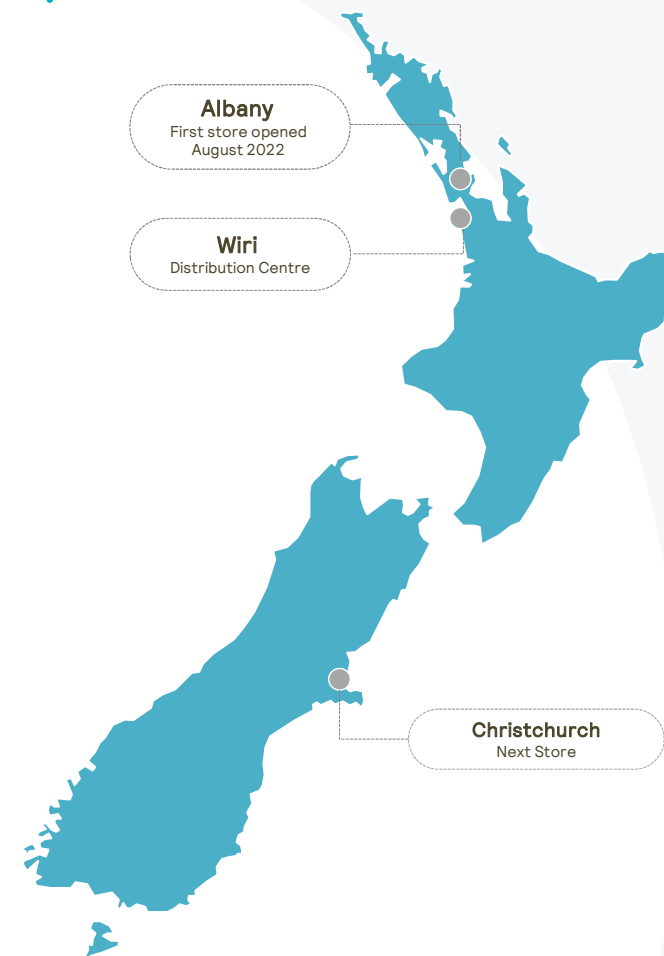 Albany
First store opened
August 2022
Wiri
Distribution Centre
Christchurch
Next Store